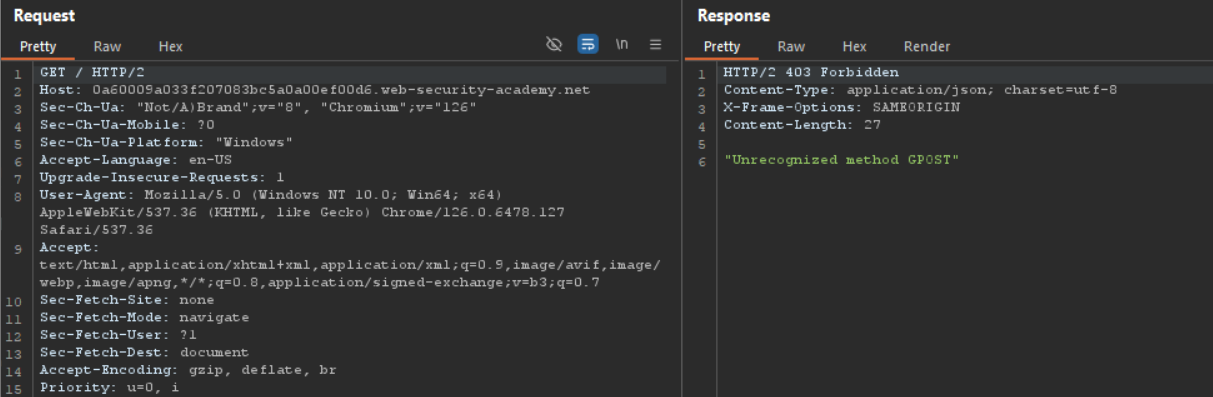 Request
Pretty Raw Hex \n
1 GET / HTTP/2
2 Host: 0a60009a033f207083bc5a0a00ef00d6.web-security-academy.net
3 Sec-Ch-Ua: "Not/A)Brand";v="8", "Chromium";v="126"
4 Sec-Ch-Ua-Mobile: ?0
5 Sec-Ch-Ua-Platform: "Windows"
6 Accept-Language: en-US
7 Upgrade-Insecure-Requests: 1
8 User-Agent: Mozilla/5.0 (Windows NT 10.0; Win64; x64)
AppleWebKit/537.36 (KHTML, like Gecko) Chrome/126.0.6478.127
Safari/537.36
9 Accept:
text/html,application/xhtml+xml,application/xml;q=0.9,image/avif,image/
webp,image/apng,*/*;q=0.8,application/signed-exchange;v=b3;q=0.7
10 Sec-Fetch-Site: none
11 Sec-Fetch-Mode: navigate
12 Sec-Fetch-User: ?1
13 Sec-Fetch-Dest: document
14 Accept-Encoding: gzip, deflate, br
15 Priority: u=0, i
Response
Pretty Raw Hex Render
1 HTTP/2 403 Forbidden
2 Content-Type: application/json; charset=utf-8
3 X-Frame-Options: SAMEORIGIN
4 Content-Length: 27
5
6 "Unrecognized method GPOST"